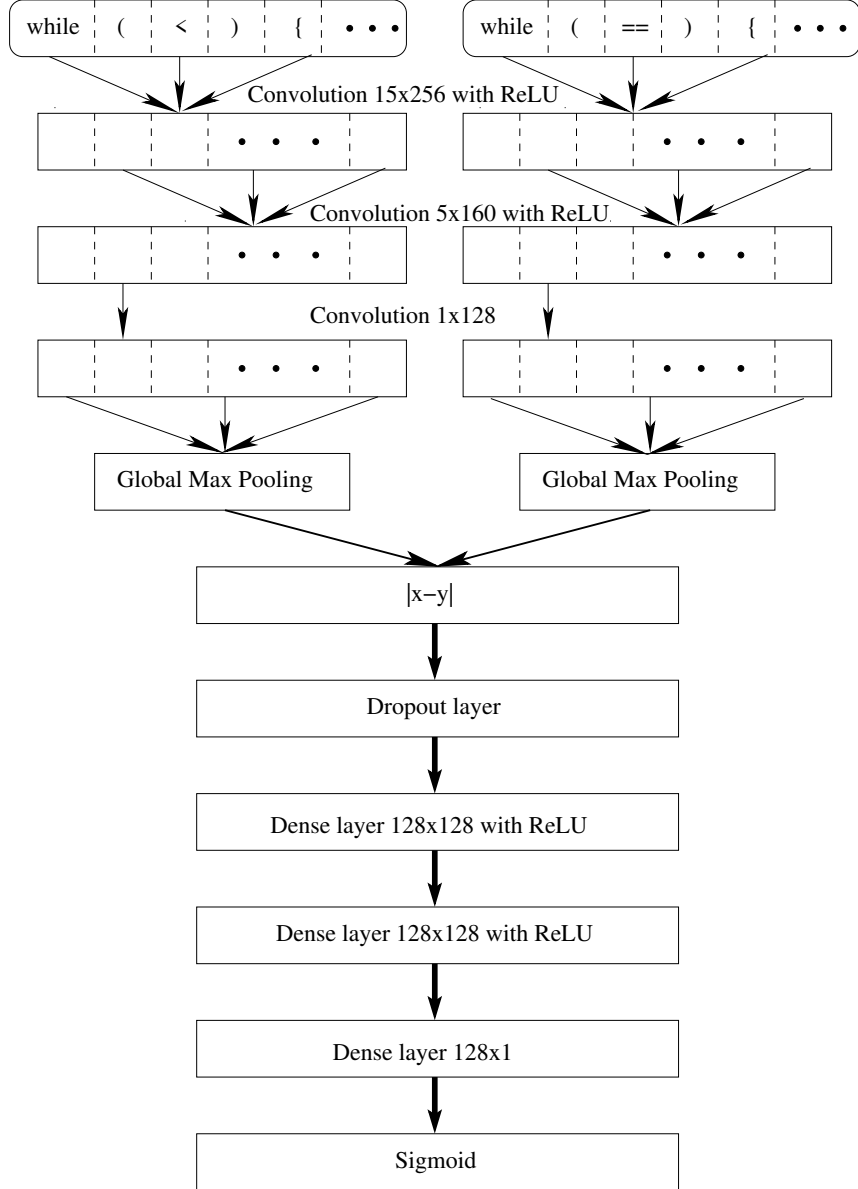 while ( < ) { • • •
while ( == ) { • • •
Convolution 15x256 with ReLU
• • •
• • •
Convolution 5x160 with ReLU
• • •
• • •
Convolution 1x128
• • •
• • •
Global Max Pooling
Global Max Pooling
|x−y|
Dropout layer
Dense layer 128x128 with ReLU
Dense layer 128x128 with ReLU
Dense layer 128x1
Sigmoid